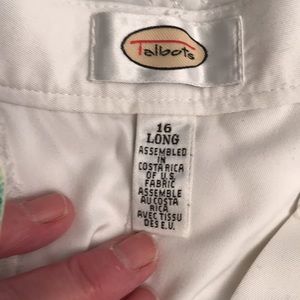 Talbots
16
LONG
ASSEMBLED
IN
COSTA RICA
OF U.S.
FABRIC
ASSEMBLE
AU COSTA
RICA
AVEC TISSU
DES E.U.